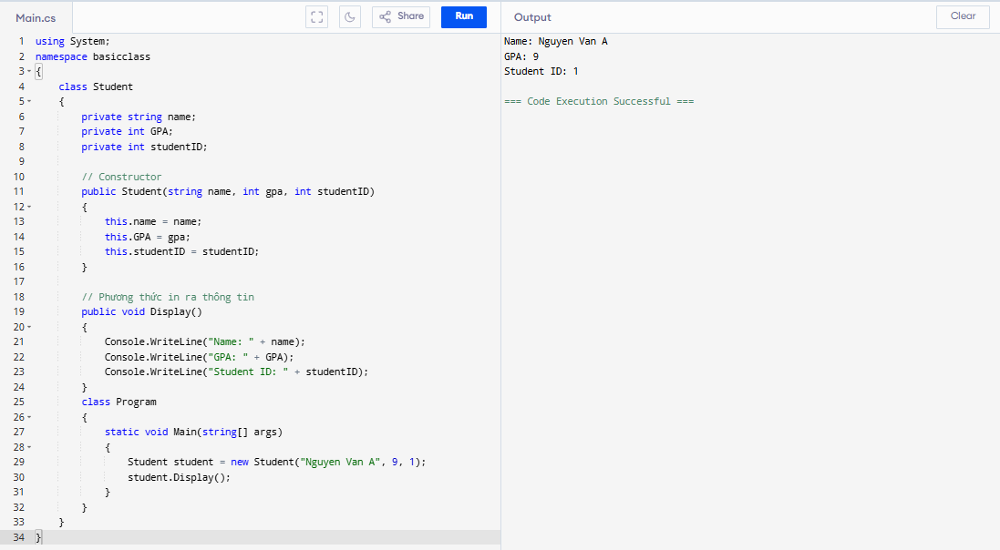 Main.cs
Share
Run
Output
Clear
1 using System;
2 namespace basicclass
3 {
4     class Student
5     {
6         private string name;
7         private int GPA;
8         private int studentID;
9
10         // Constructor
11         public Student(string name, int gpa, int studentID)
12         {
13             this.name = name;
14             this.GPA = gpa;
15             this.studentID = studentID;
16         }
17
18         // Phương thức in ra thông tin
19         public void Display()
20         {
21             Console.WriteLine("Name: " + name);
22             Console.WriteLine("GPA: " + GPA);
23             Console.WriteLine("Student ID: " + studentID);
24         }
25         class Program
26         {
27             static void Main(string[] args)
28             {
29                 Student student = new Student("Nguyen Van A", 9, 1);
30                 student.Display();
31             }
32         }
33     }
34 }
Name: Nguyen Van A
GPA: 9
Student ID: 1
=== Code Execution Successful ===